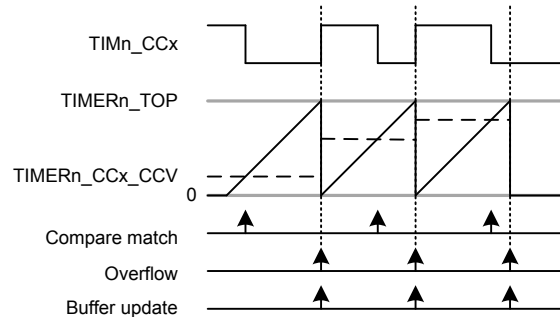 TIMn_CCx
TIMERn_TOP
TIMERn_CCx_CCV
0
Compare match
Overflow
Buffer update